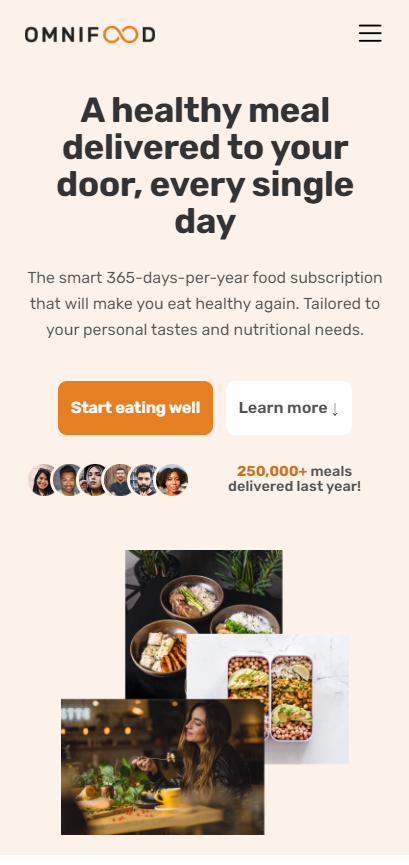 OMNIFOOD
A healthy meal
delivered to your
door, every single
day
The smart 365-days-per-year food subscription
that will make you eat healthy again. Tailored to
your personal tastes and nutritional needs.
Start eating well
Learn more ↓
250,000+ meals
delivered last year!